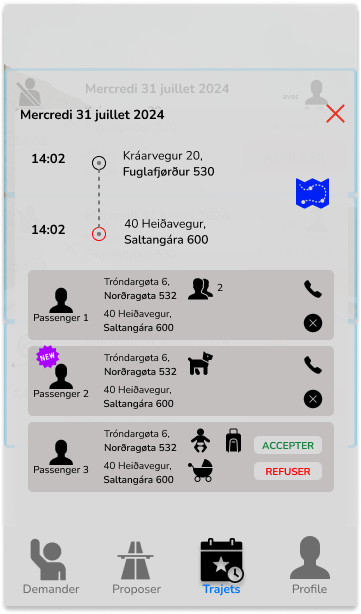 Mercredi 31 juillet 2024
avec
Mercredi 31 juillet 2024
14:02
Kráarvegur 20,
Fuglafjørður 530
14:02
40 Heiðavegur,
Saltangára 600
Tróndargøta 6,
Norðragøta 532
2
Passenger 1
40 Heiðavegur,
Saltangára 600
NEW
Tróndargøta 6,
Norðragøta 532
Passenger 2
40 Heiðavegur,
Saltangára 600
Tróndargøta 6,
Norðragøta 532
ACCEPTER
Passenger 3
40 Heiðavegur,
Saltangára 600
REFUSER
Demander
Proposer
Trajets
Profile